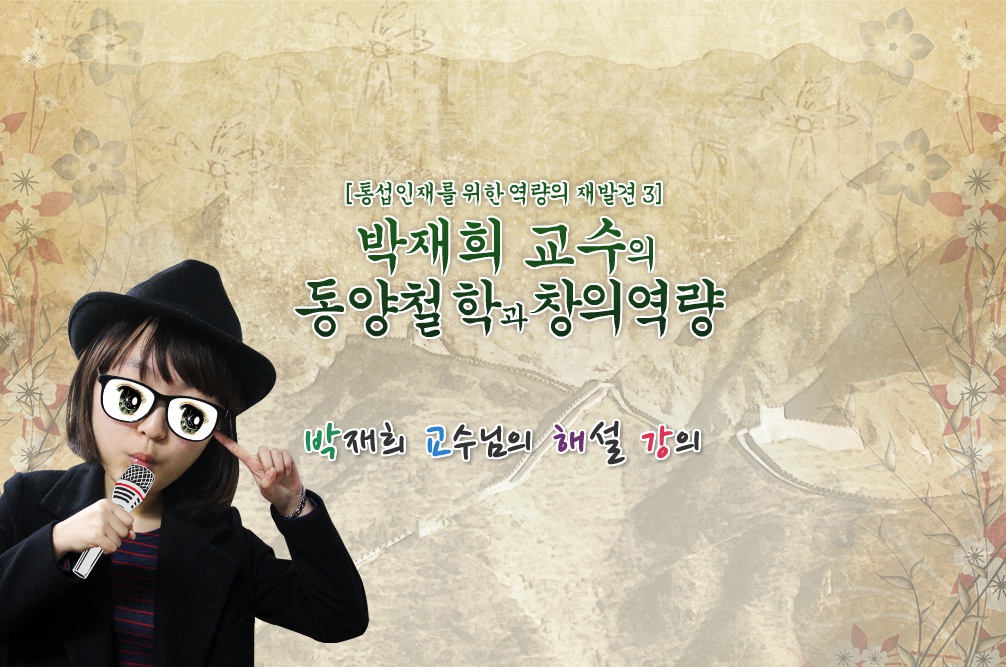 [통섭인재를 위한 역량의 재발견 3]
박재희 교수의
동양철학과 창의역량
박재희 교수님의 해설 강의